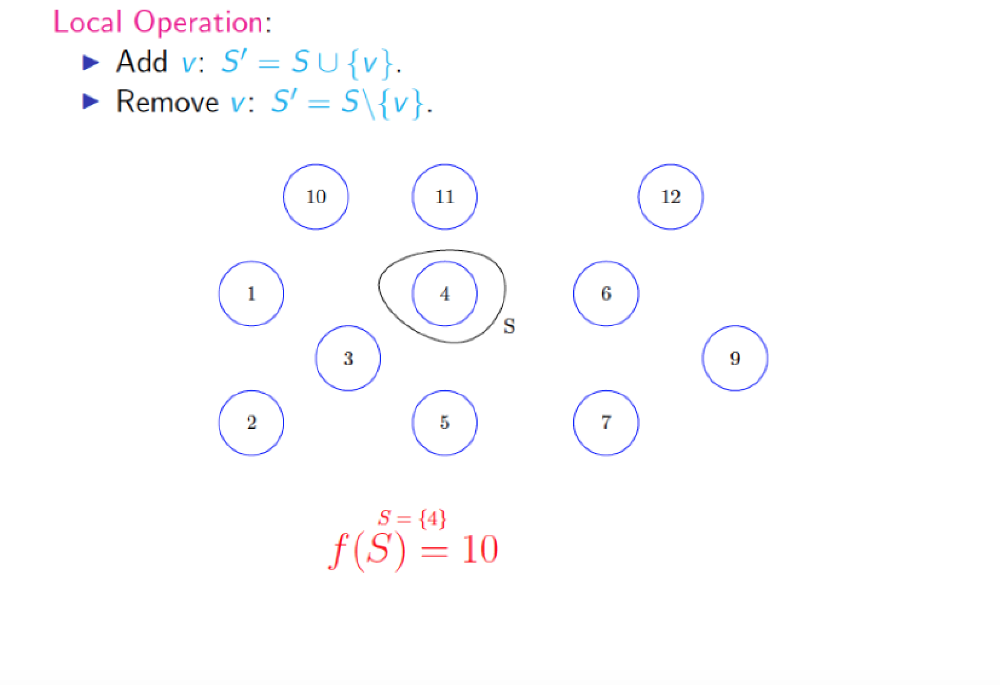 Local Operation:
▶ Add v: S′ = S ∪ {v}.
▶ Remove v: S′ = S\{v}.
10 11 12
1 4 6
S
3 9
2 5 7
S = {4}
f(S) = 10